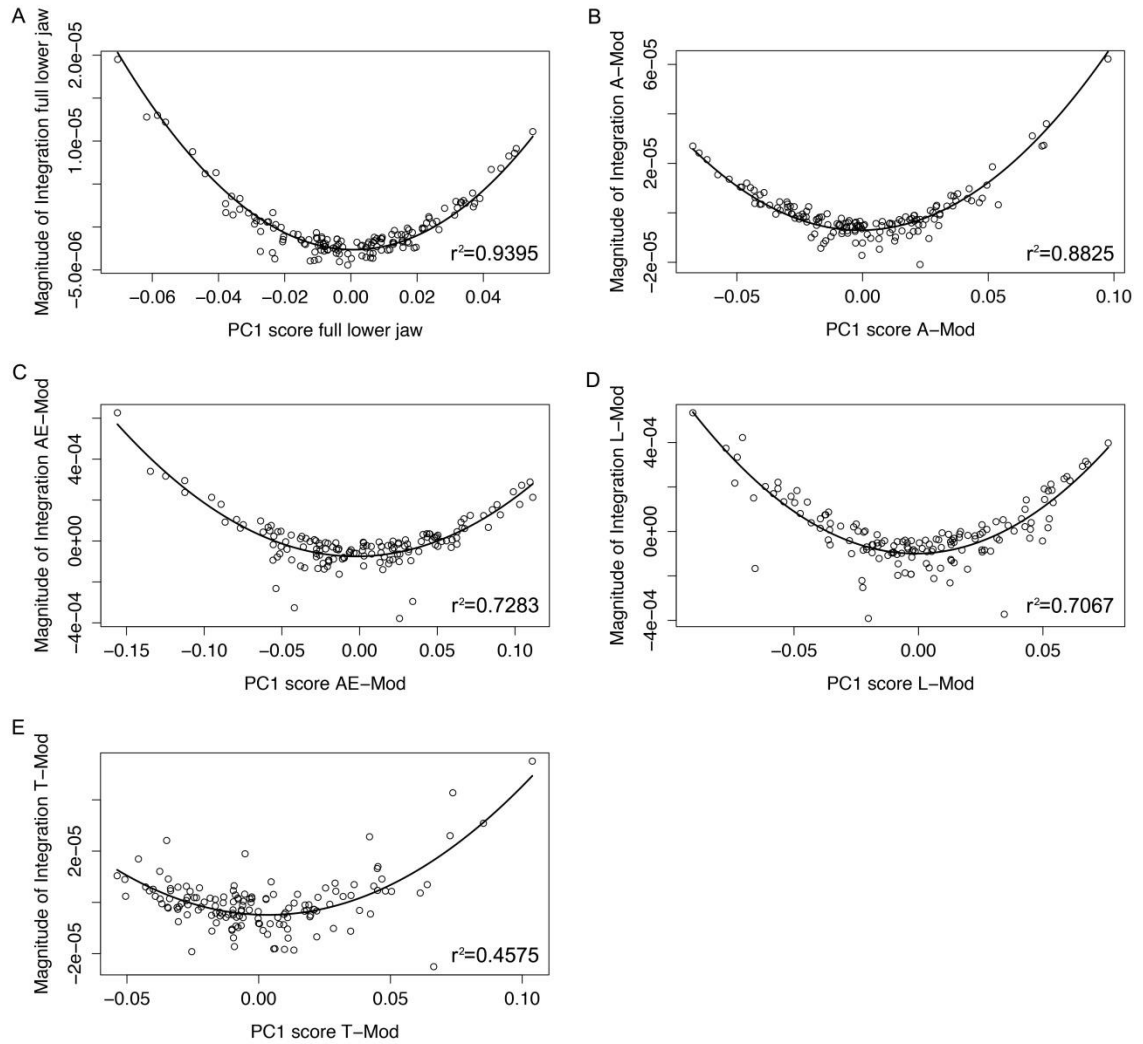 A
Magnitude of Integration full lower jaw
2.0e−05
1.0e−05
−5.0e−06
r²=0.9395
−0.06 −0.04 −0.02 0.00 0.02 0.04
PC1 score full lower jaw
B
Magnitude of Integration A−Mod
6e−05
2e−05
−2e−05
r²=0.8825
−0.05 0.00 0.05 0.10
PC1 score A−Mod
C
Magnitude of Integration AE−Mod
4e−04
0e+00
−4e−04
r²=0.7283
−0.15 −0.10 −0.05 0.00 0.05 0.10
PC1 score AE−Mod
D
Magnitude of Integration L−Mod
4e−04
0e+00
−4e−04
r²=0.7067
−0.05 0.00 0.05
PC1 score L−Mod
E
Magnitude of Integration T−Mod
2e−05
−2e−05
r²=0.4575
−0.05 0.00 0.05 0.10
PC1 score T−Mod